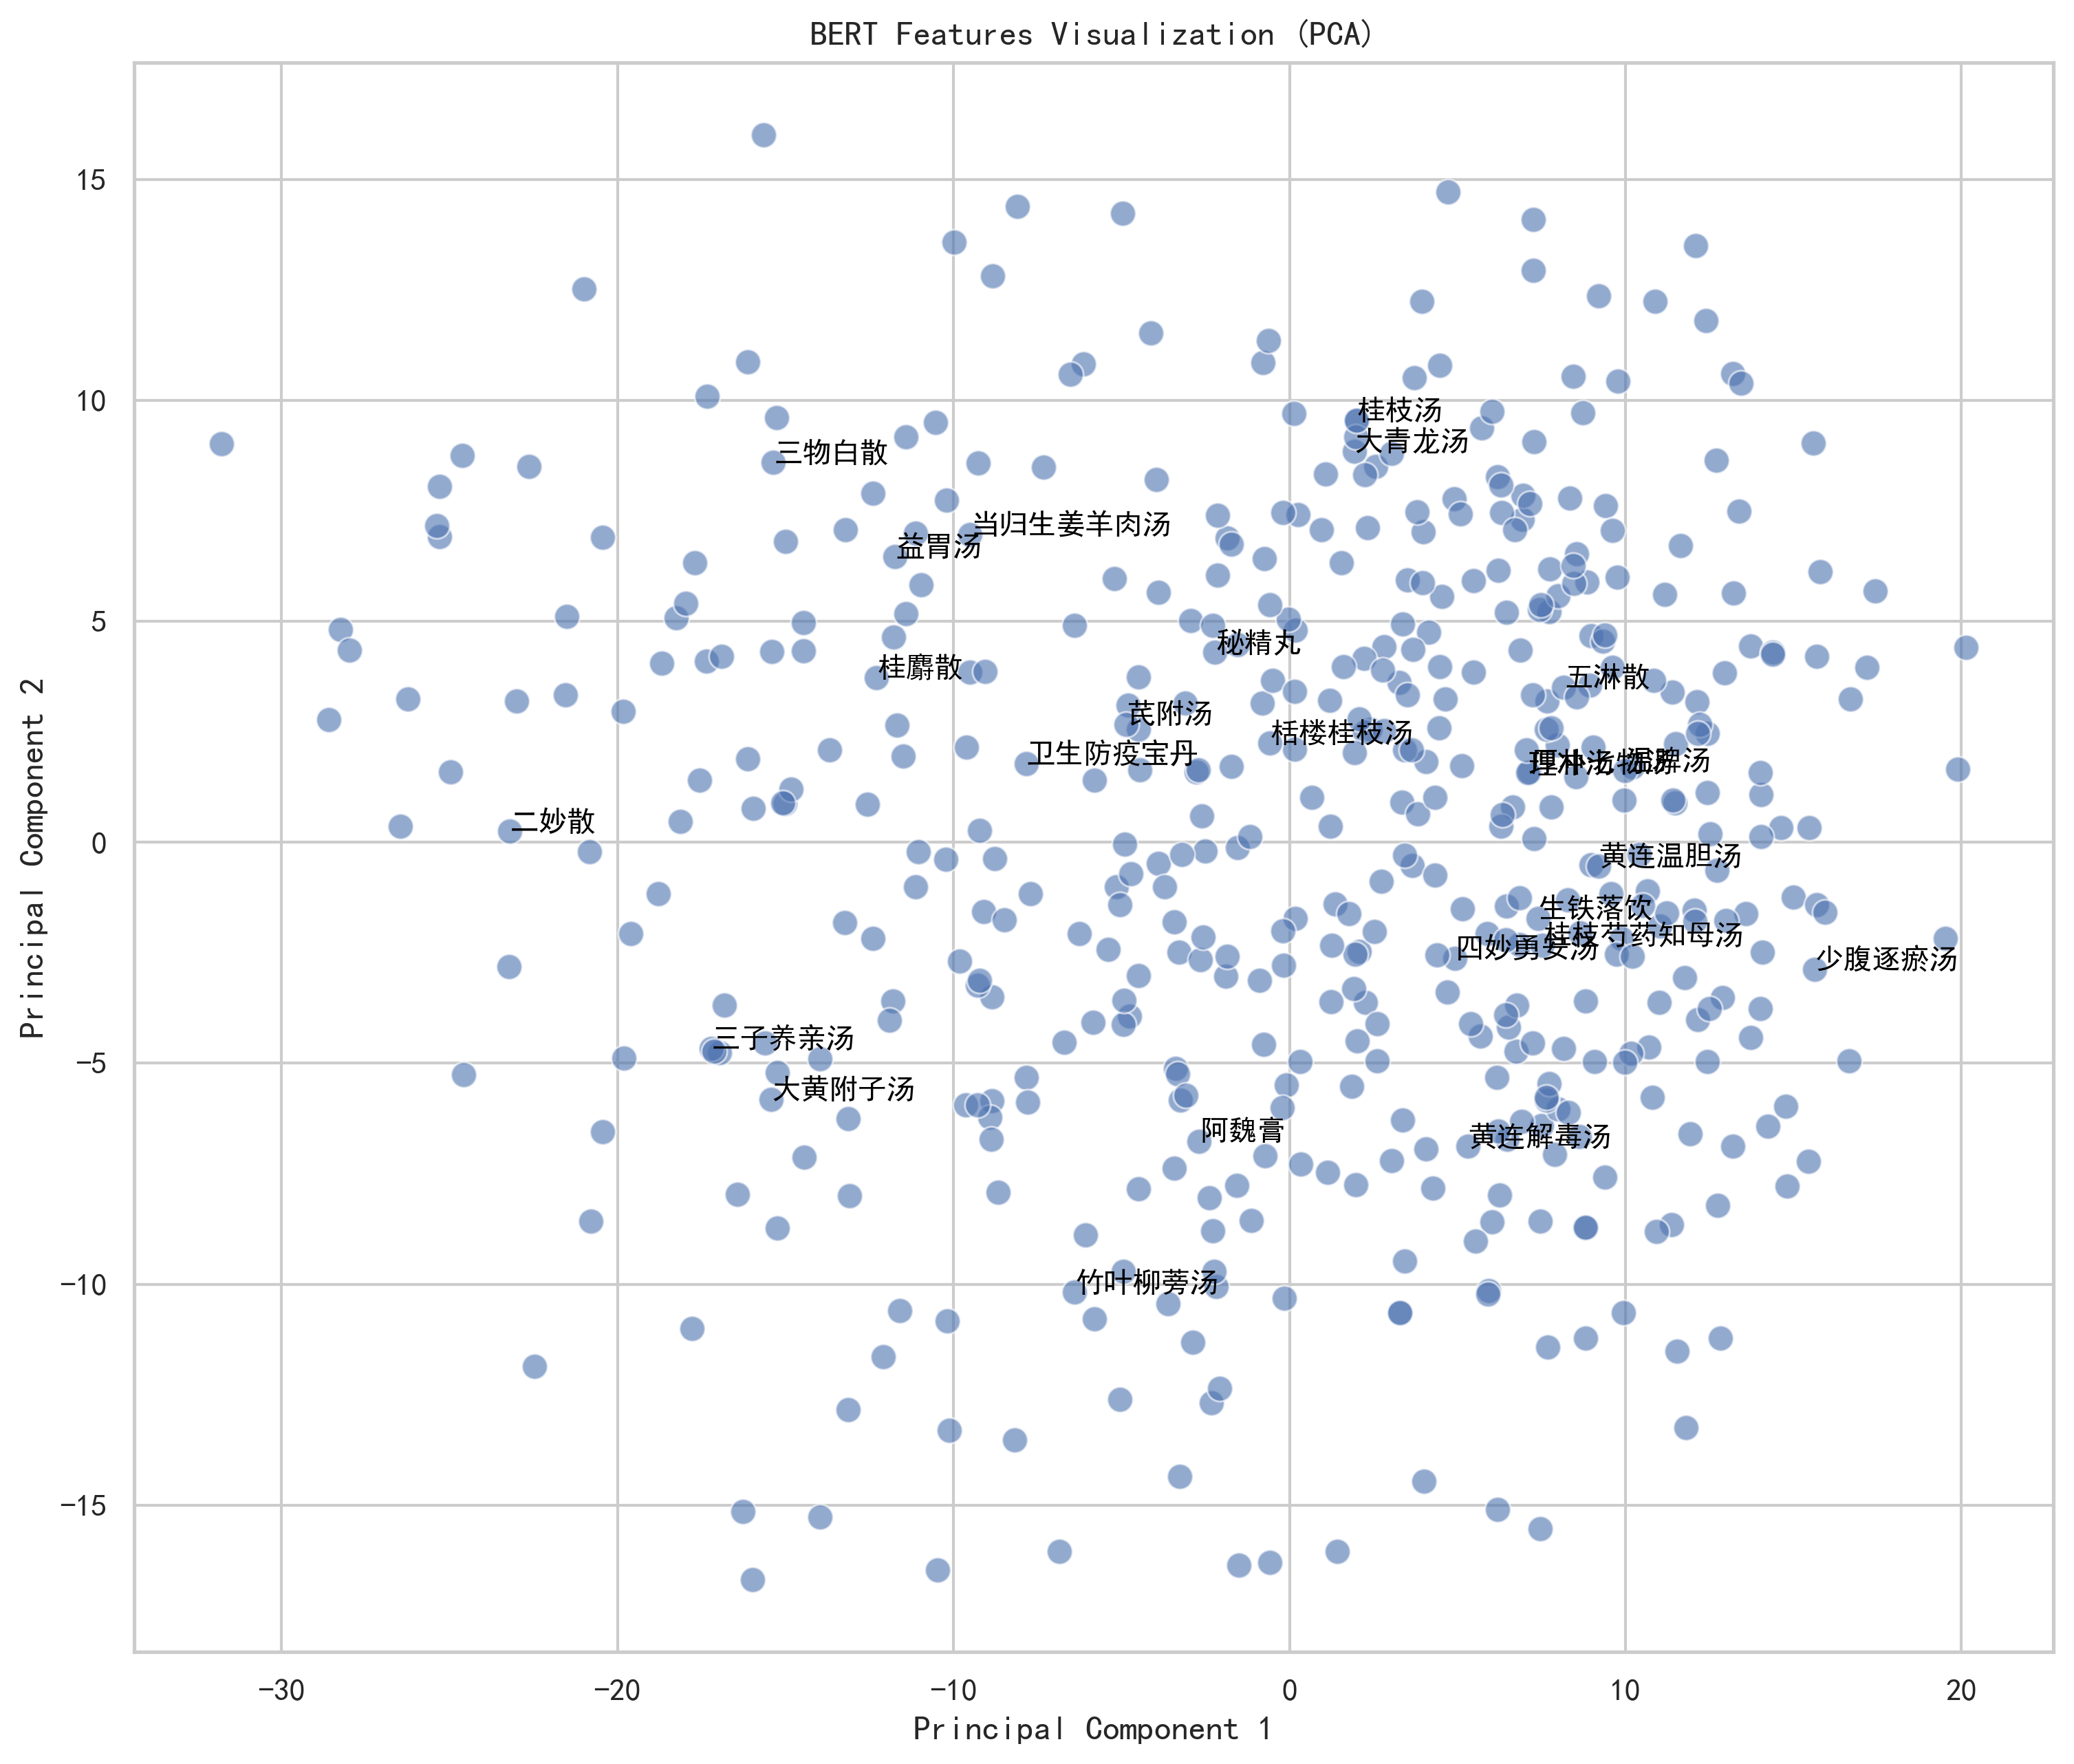 BERT Features Visualization (PCA)
Principal Component 2
15
10
5
0
−5
−10
−15
桂枝汤
大青龙汤
三物白散
当归生姜羊肉汤
益胃汤
秘精丸
桂麝散
五淋散
芪附汤
栝楼桂枝汤
卫生防疫宝丹
温脾汤
二妙散
黄连温胆汤
生铁落饮
桂枝芍药知母汤
四妙勇安汤
少腹逐瘀汤
三子养亲汤
大黄附子汤
阿魏膏
黄连解毒汤
竹叶柳蒡汤
−30
−20
−10
0
10
20
Principal Component 1